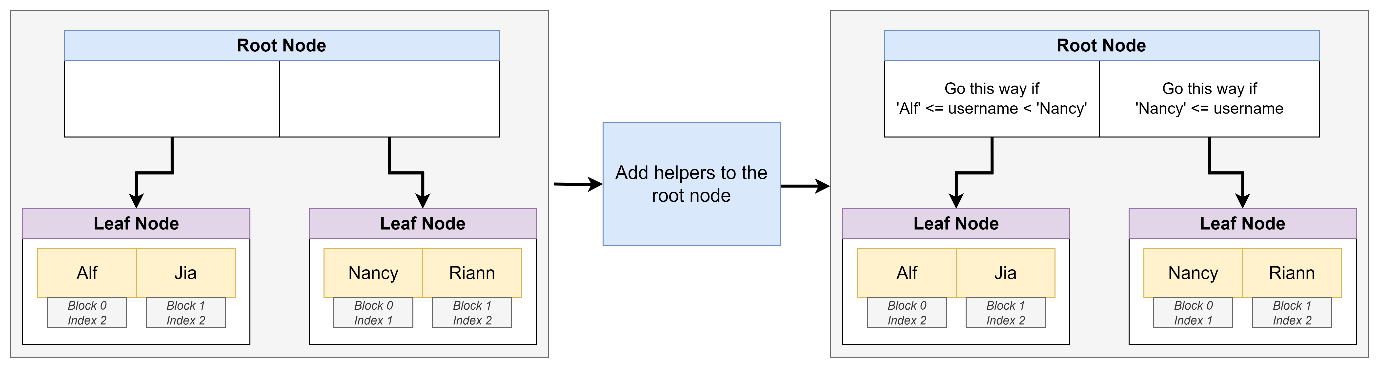 Root Node
Leaf Node
Alf
Jia
Block 0
Index 2
Block 1
Index 2
Leaf Node
Nancy
Riann
Block 0
Index 1
Block 1
Index 2
Add helpers to the
root node
Root Node
Go this way if
'Alf' <= username < 'Nancy'
Go this way if
'Nancy' <= username
Leaf Node
Alf
Jia
Block 0
Index 2
Block 1
Index 2
Leaf Node
Nancy
Riann
Block 0
Index 1
Block 1
Index 2